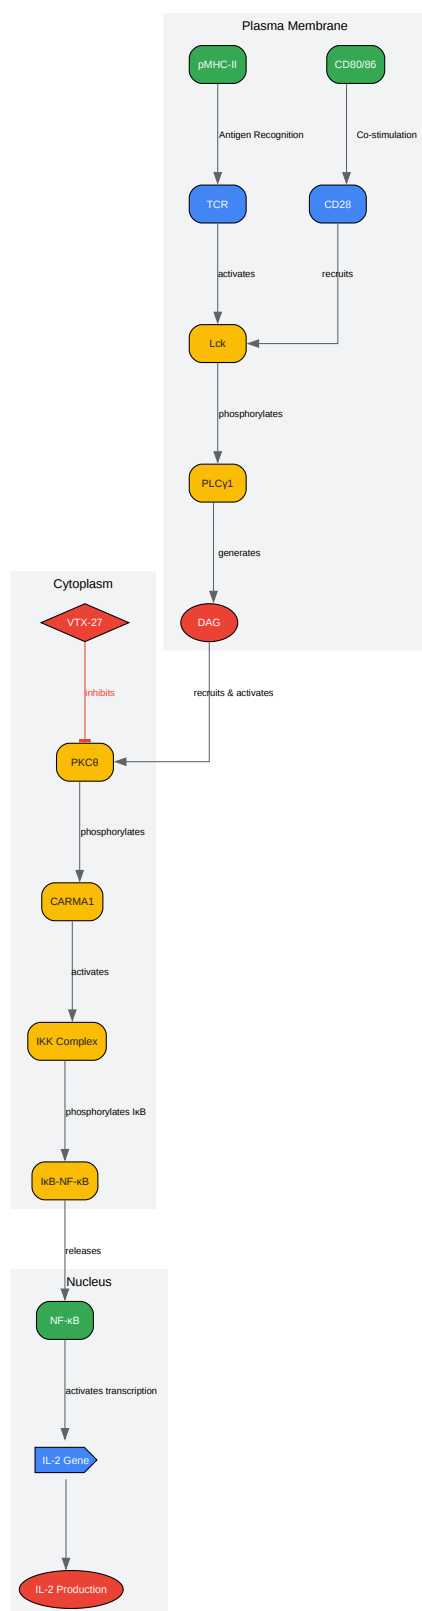 Plasma Membrane
pMHC-II
CD80/86
Antigen Recognition
Co-stimulation
TCR
CD28
activates
recruits
Lck
phosphorylates
PLCγ1
generates
Cytoplasm
VTX-27
DAG
inhibits
recruits & activates
PKCθ
phosphorylates
CARMA1
activates
IKK Complex
phosphorylates IκB
IκB-NF-κB
releases
Nucleus
NF-κB
activates transcription
IL-2 Gene
IL-2 Production